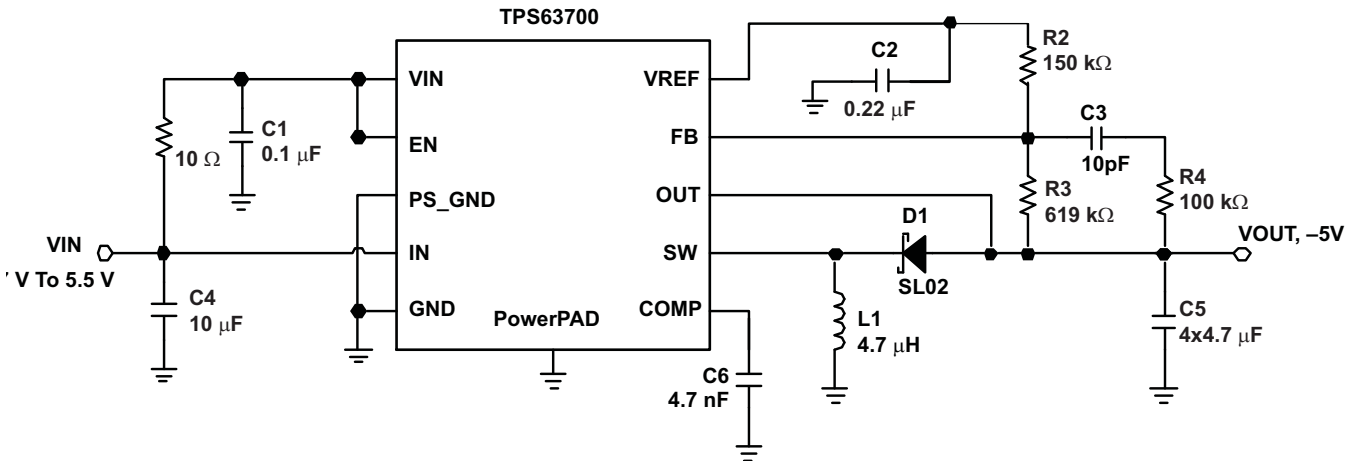 TPS63700
VIN
EN
PS_GND
IN
GND
PowerPAD
VREF
FB
OUT
SW
COMP
10 Ω
C1
0.1 μF
VIN
V To 5.5 V
C4
10 μF
C2
0.22 μF
R2
150 kΩ
C3
10pF
R3
619 kΩ
R4
100 kΩ
D1
SL02
VOUT, –5V
L1
4.7 μH
C5
4x4.7 μF
C6
4.7 nF